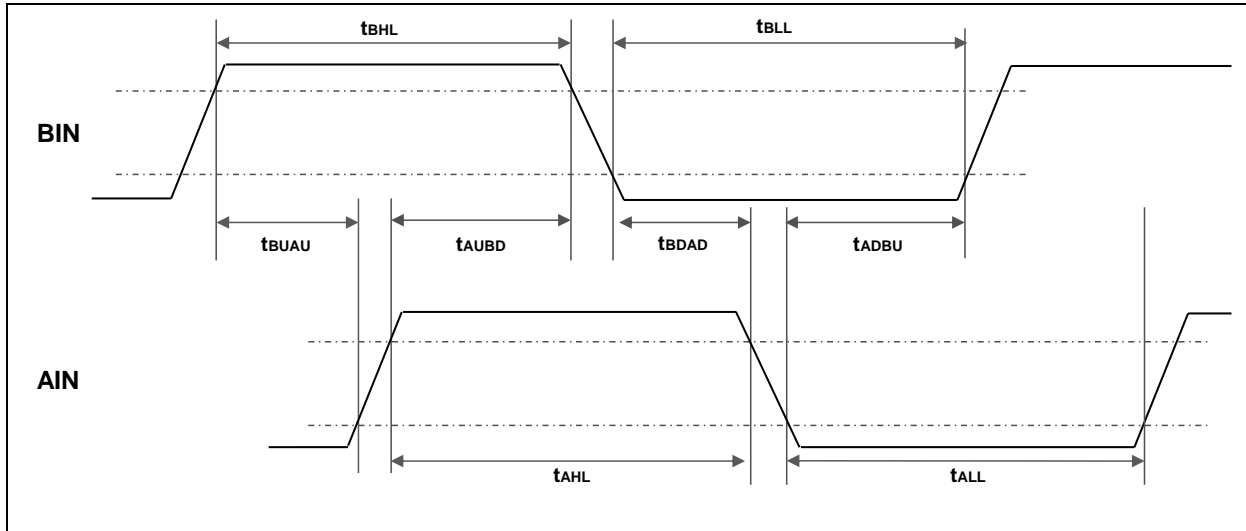 tBHL
tBLL
BIN
tBUAU
tAUBD
tBDAD
tADBU
AIN
tAHL
tALL